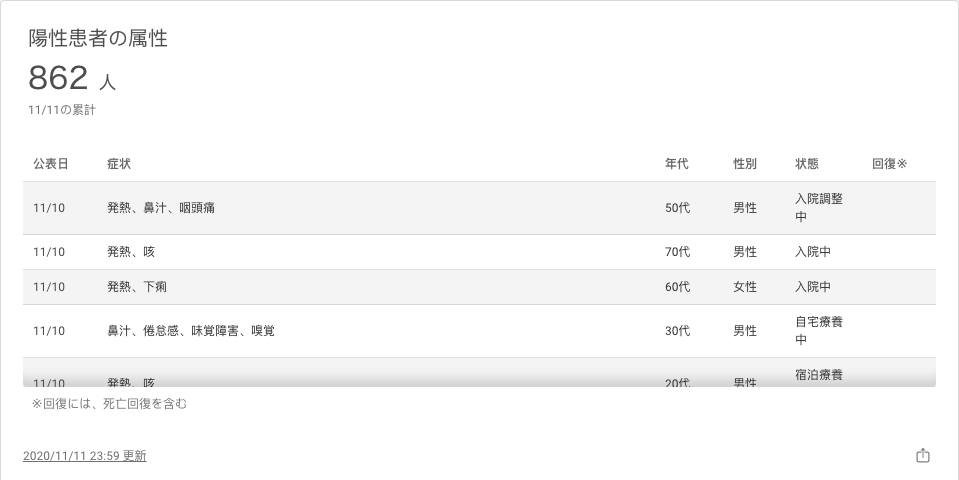 陽性患者の属性
862 人
11/11の累計
公表日 症状 年代 性別 状態 回復※
11/10 発熱、鼻汁、咽頭痛 50代 男性 入院調整
中
11/10 発熱、咳 70代 男性 入院中
11/10 発熱、下痢 60代 女性 入院中
11/10 鼻汁、倦怠感、味覚障害、嗅覚 30代 男性 自宅療養
中
11/10 発熱、咳 20代 男性 宿泊療養
※回復には、死亡回復を含む
2020/11/11 23:59 更新